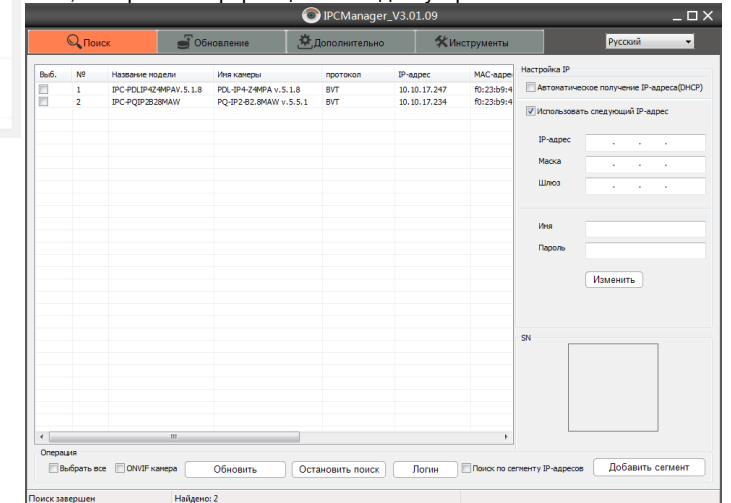 IPCManager_V3.01.09
Поиск Обновление Дополнительно Инструменты Русский
Выб. № Название модели Имя камеры протокол IP-адрес MAC-адре
1 IPC-PDLIP4Z4MPAV.5.1.8 PDL-IP4-Z4MPA v.5.1.8 BVT 10.10.17.247 f0:23:b9:4
2 IPC-PQIP2B28MAW PQ-IP2-B2.8MAW v.5.5.1 BVT 10.10.17.234 f0:23:b9:4
Настройка IP
Автоматическое получение IP-адреса(DHCP)
Использовать следующий IP-адрес
IP-адрес . . .
Маска . . .
Шлюз . . .
Имя
Пароль
Изменить
SN
Операция
Выбрать все ONVIF камера Обновить Остановить поиск Логин Поиск по сегменту IP-адресов Добавить сегмент
Поиск завершен Найдено: 2